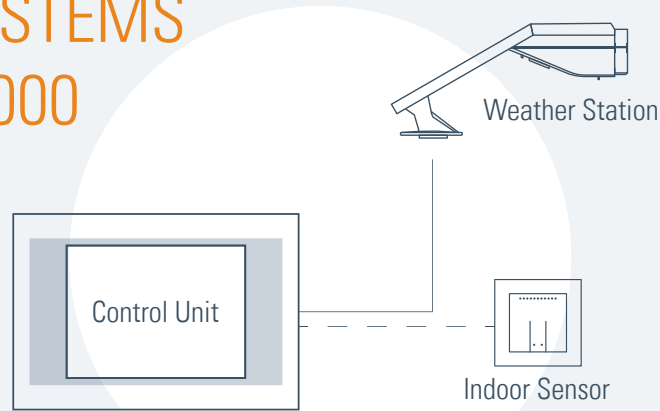 STEMS
000
Weather Station
Control Unit
Indoor Sensor